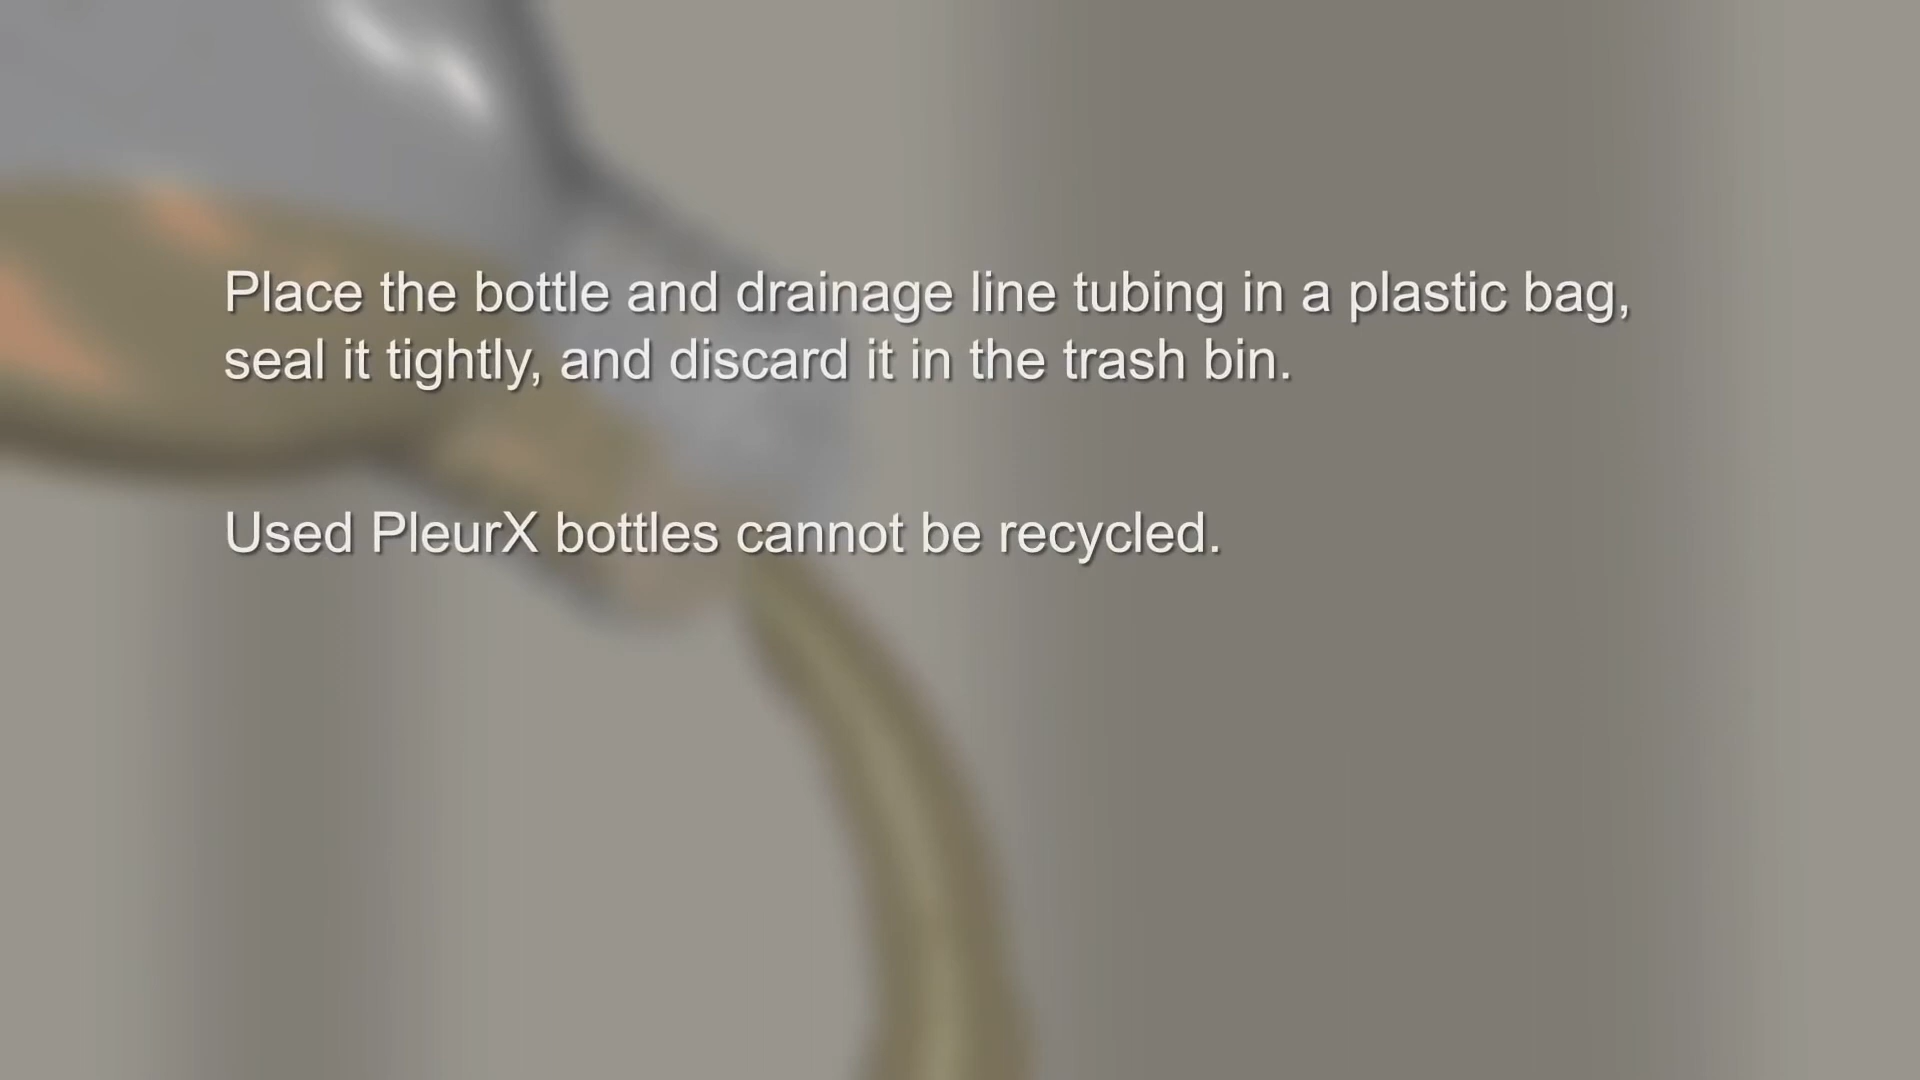 Place the bottle and drainage line tubing in a plastic bag,
seal it tightly, and discard it in the trash bin.
Used PleurX bottles cannot be recycled.